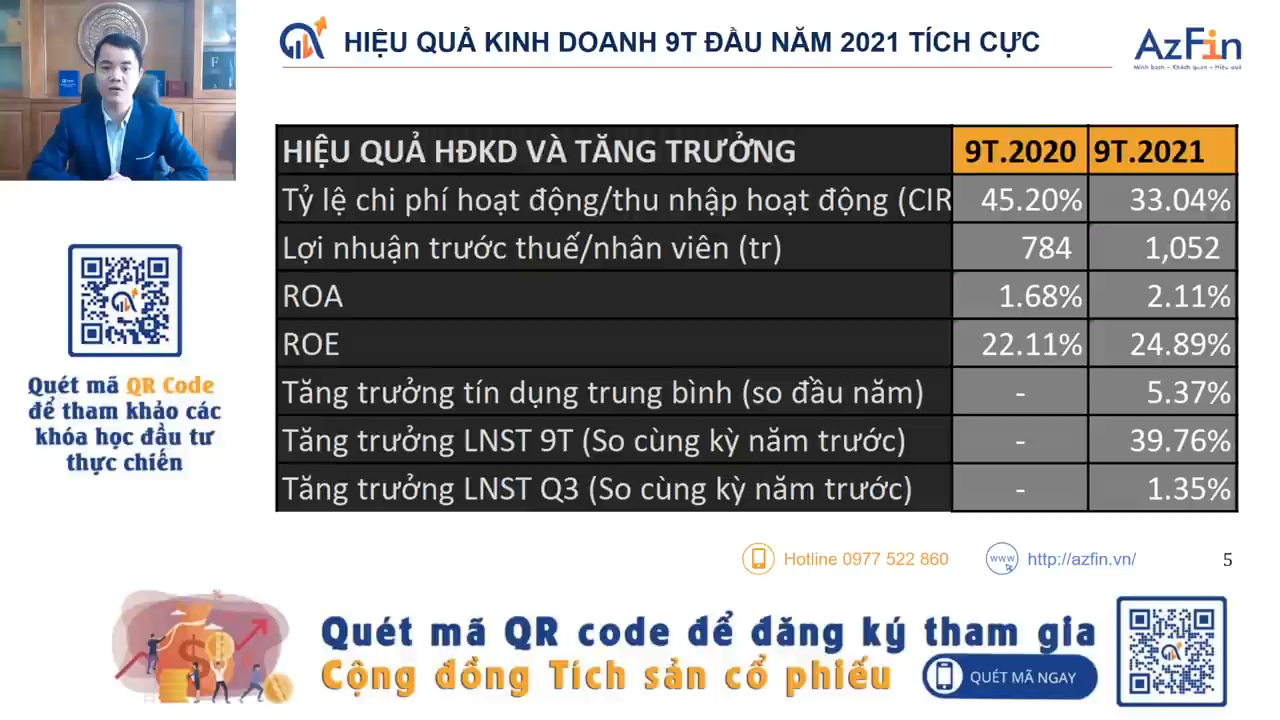 HIỆU QUẢ KINH DOANH 9T ĐẦU NĂM 2021 TÍCH CỰC
AzFin
Minh bạch – Khách quan – Hiệu quả
HIỆU QUẢ HĐKD VÀ TĂNG TRƯỞNG 9T.2020 9T.2021
Tỷ lệ chi phí hoạt động/thu nhập hoạt động (CIR 45.20% 33.04%
Lợi nhuận trước thuế/nhân viên (tr) 784 1,052
ROA 1.68% 2.11%
ROE 22.11% 24.89%
Tăng trưởng tín dụng trung bình (so đầu năm) - 5.37%
Tăng trưởng LNST 9T (So cùng kỳ năm trước) - 39.76%
Tăng trưởng LNST Q3 (So cùng kỳ năm trước) - 1.35%
Quét mã QR Code
để tham khảo các
khóa học đầu tư
thực chiến
Hotline 0977 522 860
www
http://azfin.vn/
5
Quét mã QR code để đăng ký tham gia
Cộng đồng Tích sản cổ phiếu
QUÉT MÃ NGAY